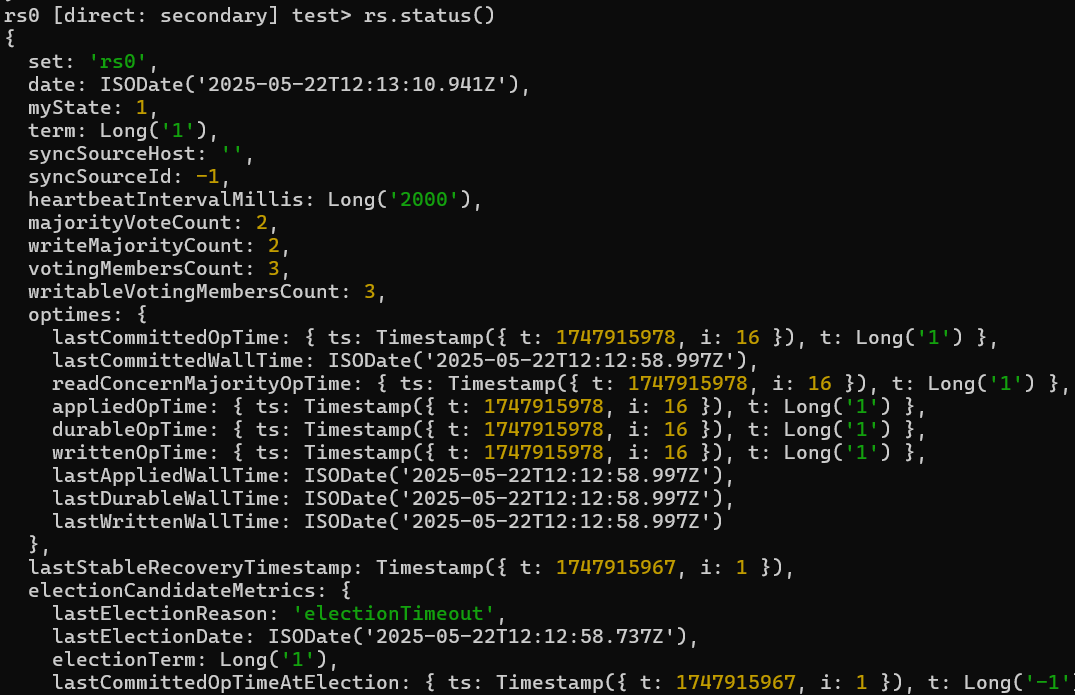 rs0 [direct: secondary] test> rs.status()
{
  set: 'rs0',
  date: ISODate('2025-05-22T12:13:10.941Z'),
  myState: 1,
  term: Long('1'),
  syncSourceHost: '',
  syncSourceId: -1,
  heartbeatIntervalMillis: Long('2000'),
  majorityVoteCount: 2,
  writeMajorityCount: 2,
  votingMembersCount: 3,
  writableVotingMembersCount: 3,
  optimes: {
    lastCommittedOpTime: { ts: Timestamp({ t: 1747915978, i: 16 }), t: Long('1') },
    lastCommittedWallTime: ISODate('2025-05-22T12:12:58.997Z'),
    readConcernMajorityOpTime: { ts: Timestamp({ t: 1747915978, i: 16 }), t: Long('1') },
    appliedOpTime: { ts: Timestamp({ t: 1747915978, i: 16 }), t: Long('1') },
    durableOpTime: { ts: Timestamp({ t: 1747915978, i: 16 }), t: Long('1') },
    writtenOpTime: { ts: Timestamp({ t: 1747915978, i: 16 }), t: Long('1') },
    lastAppliedWallTime: ISODate('2025-05-22T12:12:58.997Z'),
    lastDurableWallTime: ISODate('2025-05-22T12:12:58.997Z'),
    lastWrittenWallTime: ISODate('2025-05-22T12:12:58.997Z')
  },
  lastStableRecoveryTimestamp: Timestamp({ t: 1747915967, i: 1 }),
  electionCandidateMetrics: {
    lastElectionReason: 'electionTimeout',
    lastElectionDate: ISODate('2025-05-22T12:12:58.737Z'),
    electionTerm: Long('1'),
    lastCommittedOpTimeAtElection: { ts: Timestamp({ t: 1747915967, i: 1 }), t: Long('-1'